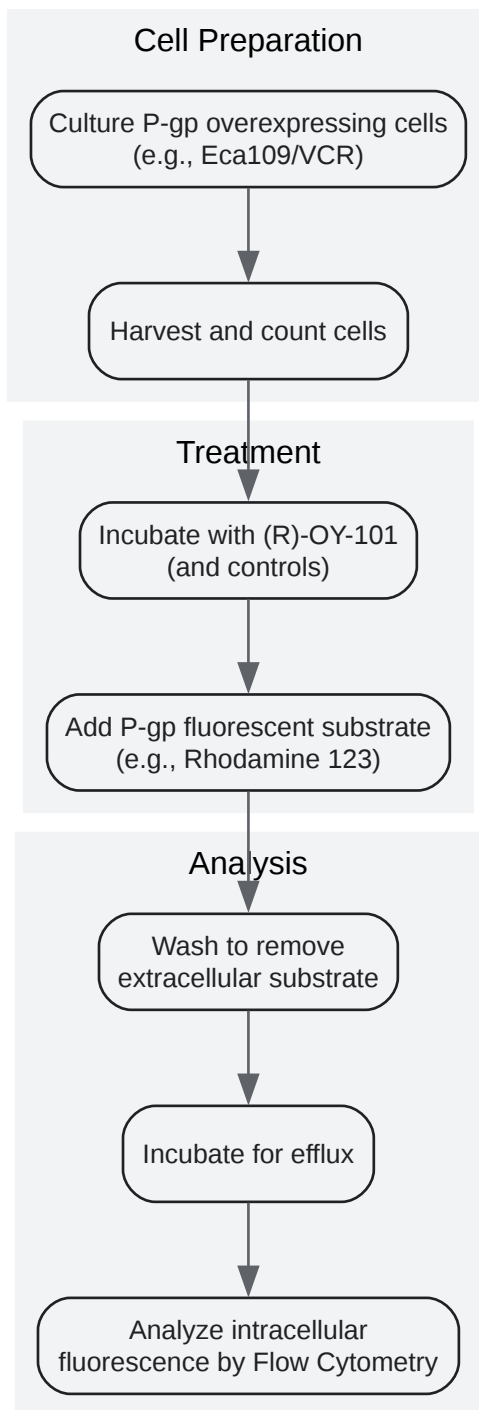 Cell Preparation
Culture P-gp overexpressing cells
(e.g., Eca109/VCR)
Harvest and count cells
Treatment
Incubate with (R)-OY-101
(and controls)
Add P-gp fluorescent substrate
(e.g., Rhodamine 123)
Analysis
Wash to remove
extracellular substrate
Incubate for efflux
Analyze intracellular
fluorescence by Flow Cytometry